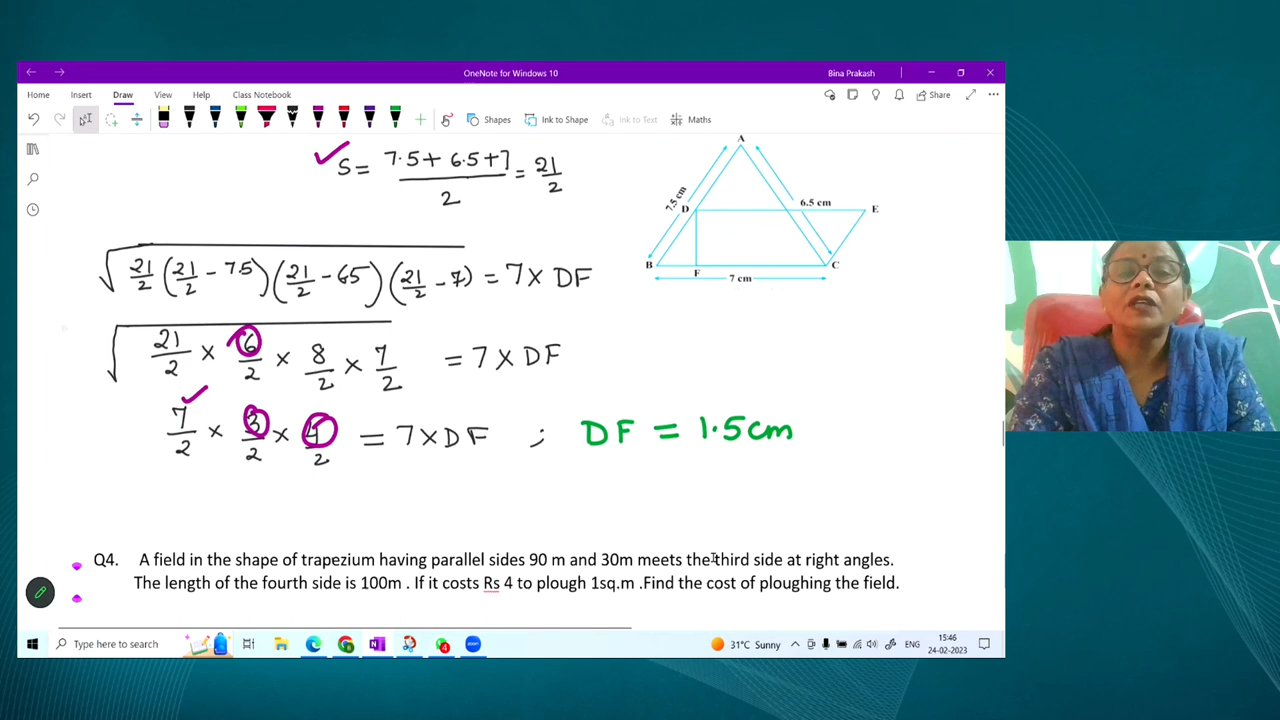 OneNote for Windows 10
Bina Prakash
Home Insert Draw View Help Class Notebook
Share
Shapes Ink to Shape Ink to Text Maths
S = 7.5 + 6.5 + 7 / 2 = 21/2
A
7.5 cm
6.5 cm
D E
B F C
7 cm
√ 21/2 (21/2 - 7.5) (21/2 - 6.5) (21/2 - 7) = 7 × DF
√ 21/2 × 6/2 × 8/2 × 7/2 = 7 × DF
7/2 × 3/2 × 4/2 = 7 × DF ; DF = 1.5 cm
Q4. A field in the shape of trapezium having parallel sides 90 m and 30m meets the third side at right angles.
The length of the fourth side is 100m . If it costs Rs 4 to plough 1sq.m .Find the cost of ploughing the field.
Type here to search
4
31°C Sunny
ENG
15:46
24-02-2023